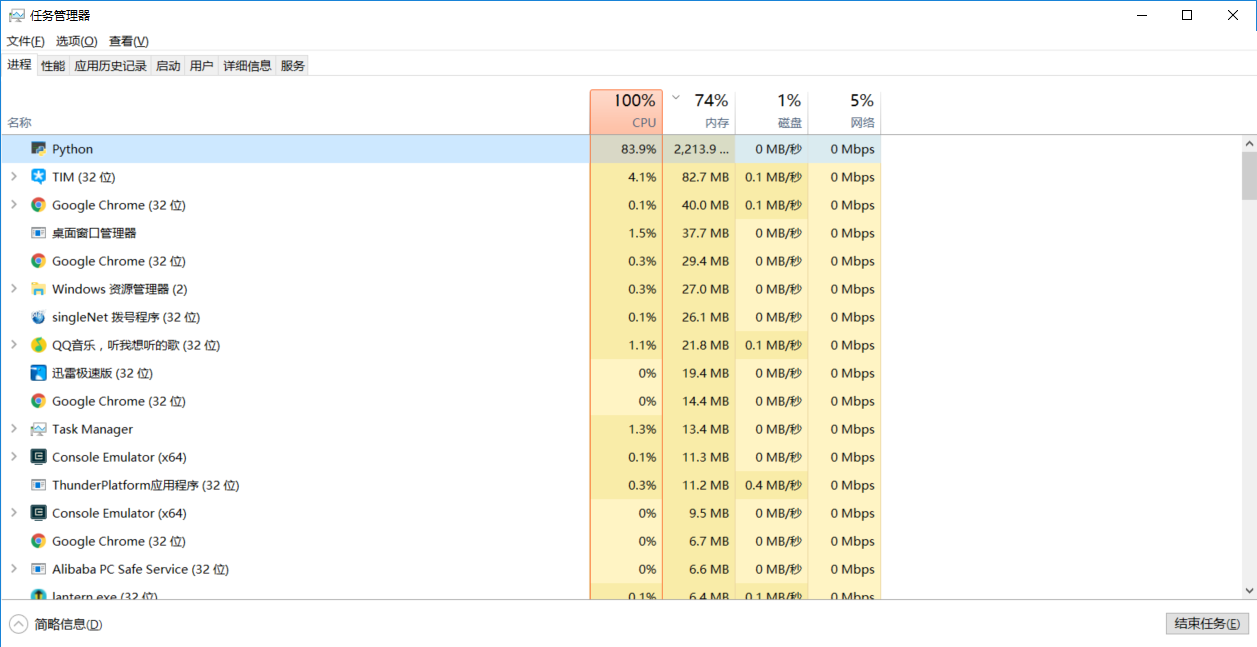 任务管理器
文件(F) 选项(O) 查看(V)
进程 性能 应用历史记录 启动 用户 详细信息 服务
100% 74% 1% 5%
名称 CPU 内存 磁盘 网络
Python 83.9% 2,213.9 ... 0 MB/秒 0 Mbps
TIM (32 位) 4.1% 82.7 MB 0.1 MB/秒 0 Mbps
Google Chrome (32 位) 0.1% 40.0 MB 0.1 MB/秒 0 Mbps
桌面窗口管理器 1.5% 37.7 MB 0 MB/秒 0 Mbps
Google Chrome (32 位) 0.3% 29.4 MB 0 MB/秒 0 Mbps
Windows 资源管理器 (2) 0.3% 27.0 MB 0 MB/秒 0 Mbps
singleNet 拨号程序 (32 位) 0.1% 26.1 MB 0 MB/秒 0 Mbps
QQ音乐，听我想听的歌 (32 位) 1.1% 21.8 MB 0.1 MB/秒 0 Mbps
迅雷极速版 (32 位) 0% 19.4 MB 0 MB/秒 0 Mbps
Google Chrome (32 位) 0% 14.4 MB 0 MB/秒 0 Mbps
Task Manager 1.3% 13.4 MB 0 MB/秒 0 Mbps
Console Emulator (x64) 0.1% 11.3 MB 0 MB/秒 0 Mbps
ThunderPlatform应用程序 (32 位) 0.3% 11.2 MB 0.4 MB/秒 0 Mbps
Console Emulator (x64) 0% 9.5 MB 0 MB/秒 0 Mbps
Google Chrome (32 位) 0% 6.7 MB 0 MB/秒 0 Mbps
Alibaba PC Safe Service (32 位) 0% 6.6 MB 0 MB/秒 0 Mbps
lantern.exe (32 位) 0.1% 6.4 MB 0.1 MB/秒 0 Mbps
简略信息(D) 结束任务(E)